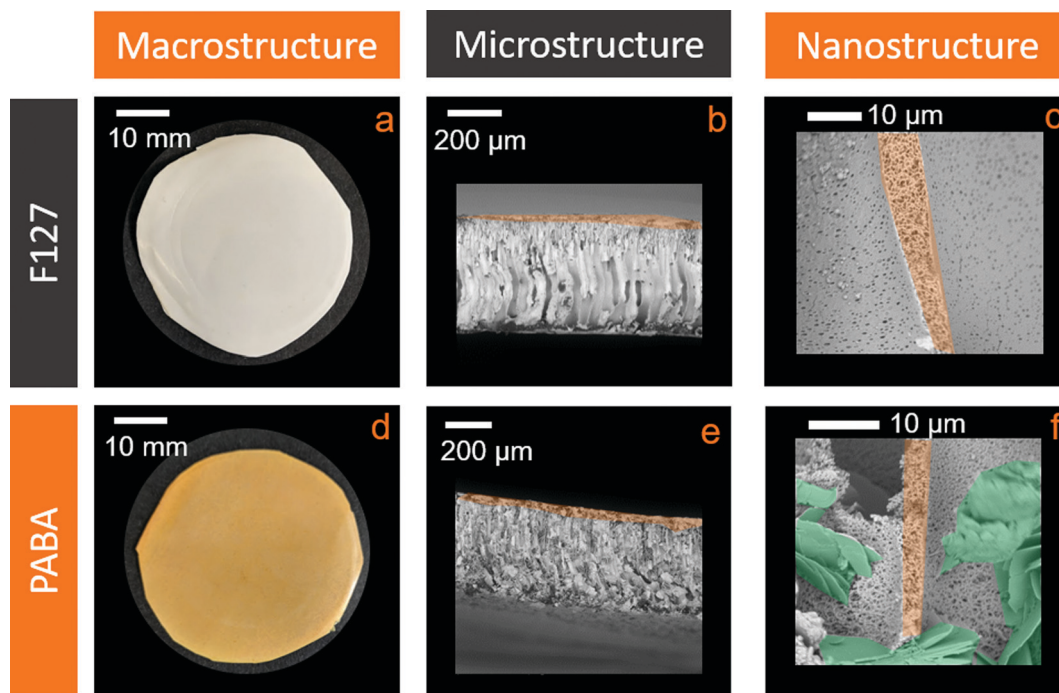 Macrostructure
Microstructure
Nanostructure
F127
10 mm
a
200 µm
b
10 µm
c
PABA
10 mm
d
200 µm
e
10 µm
f